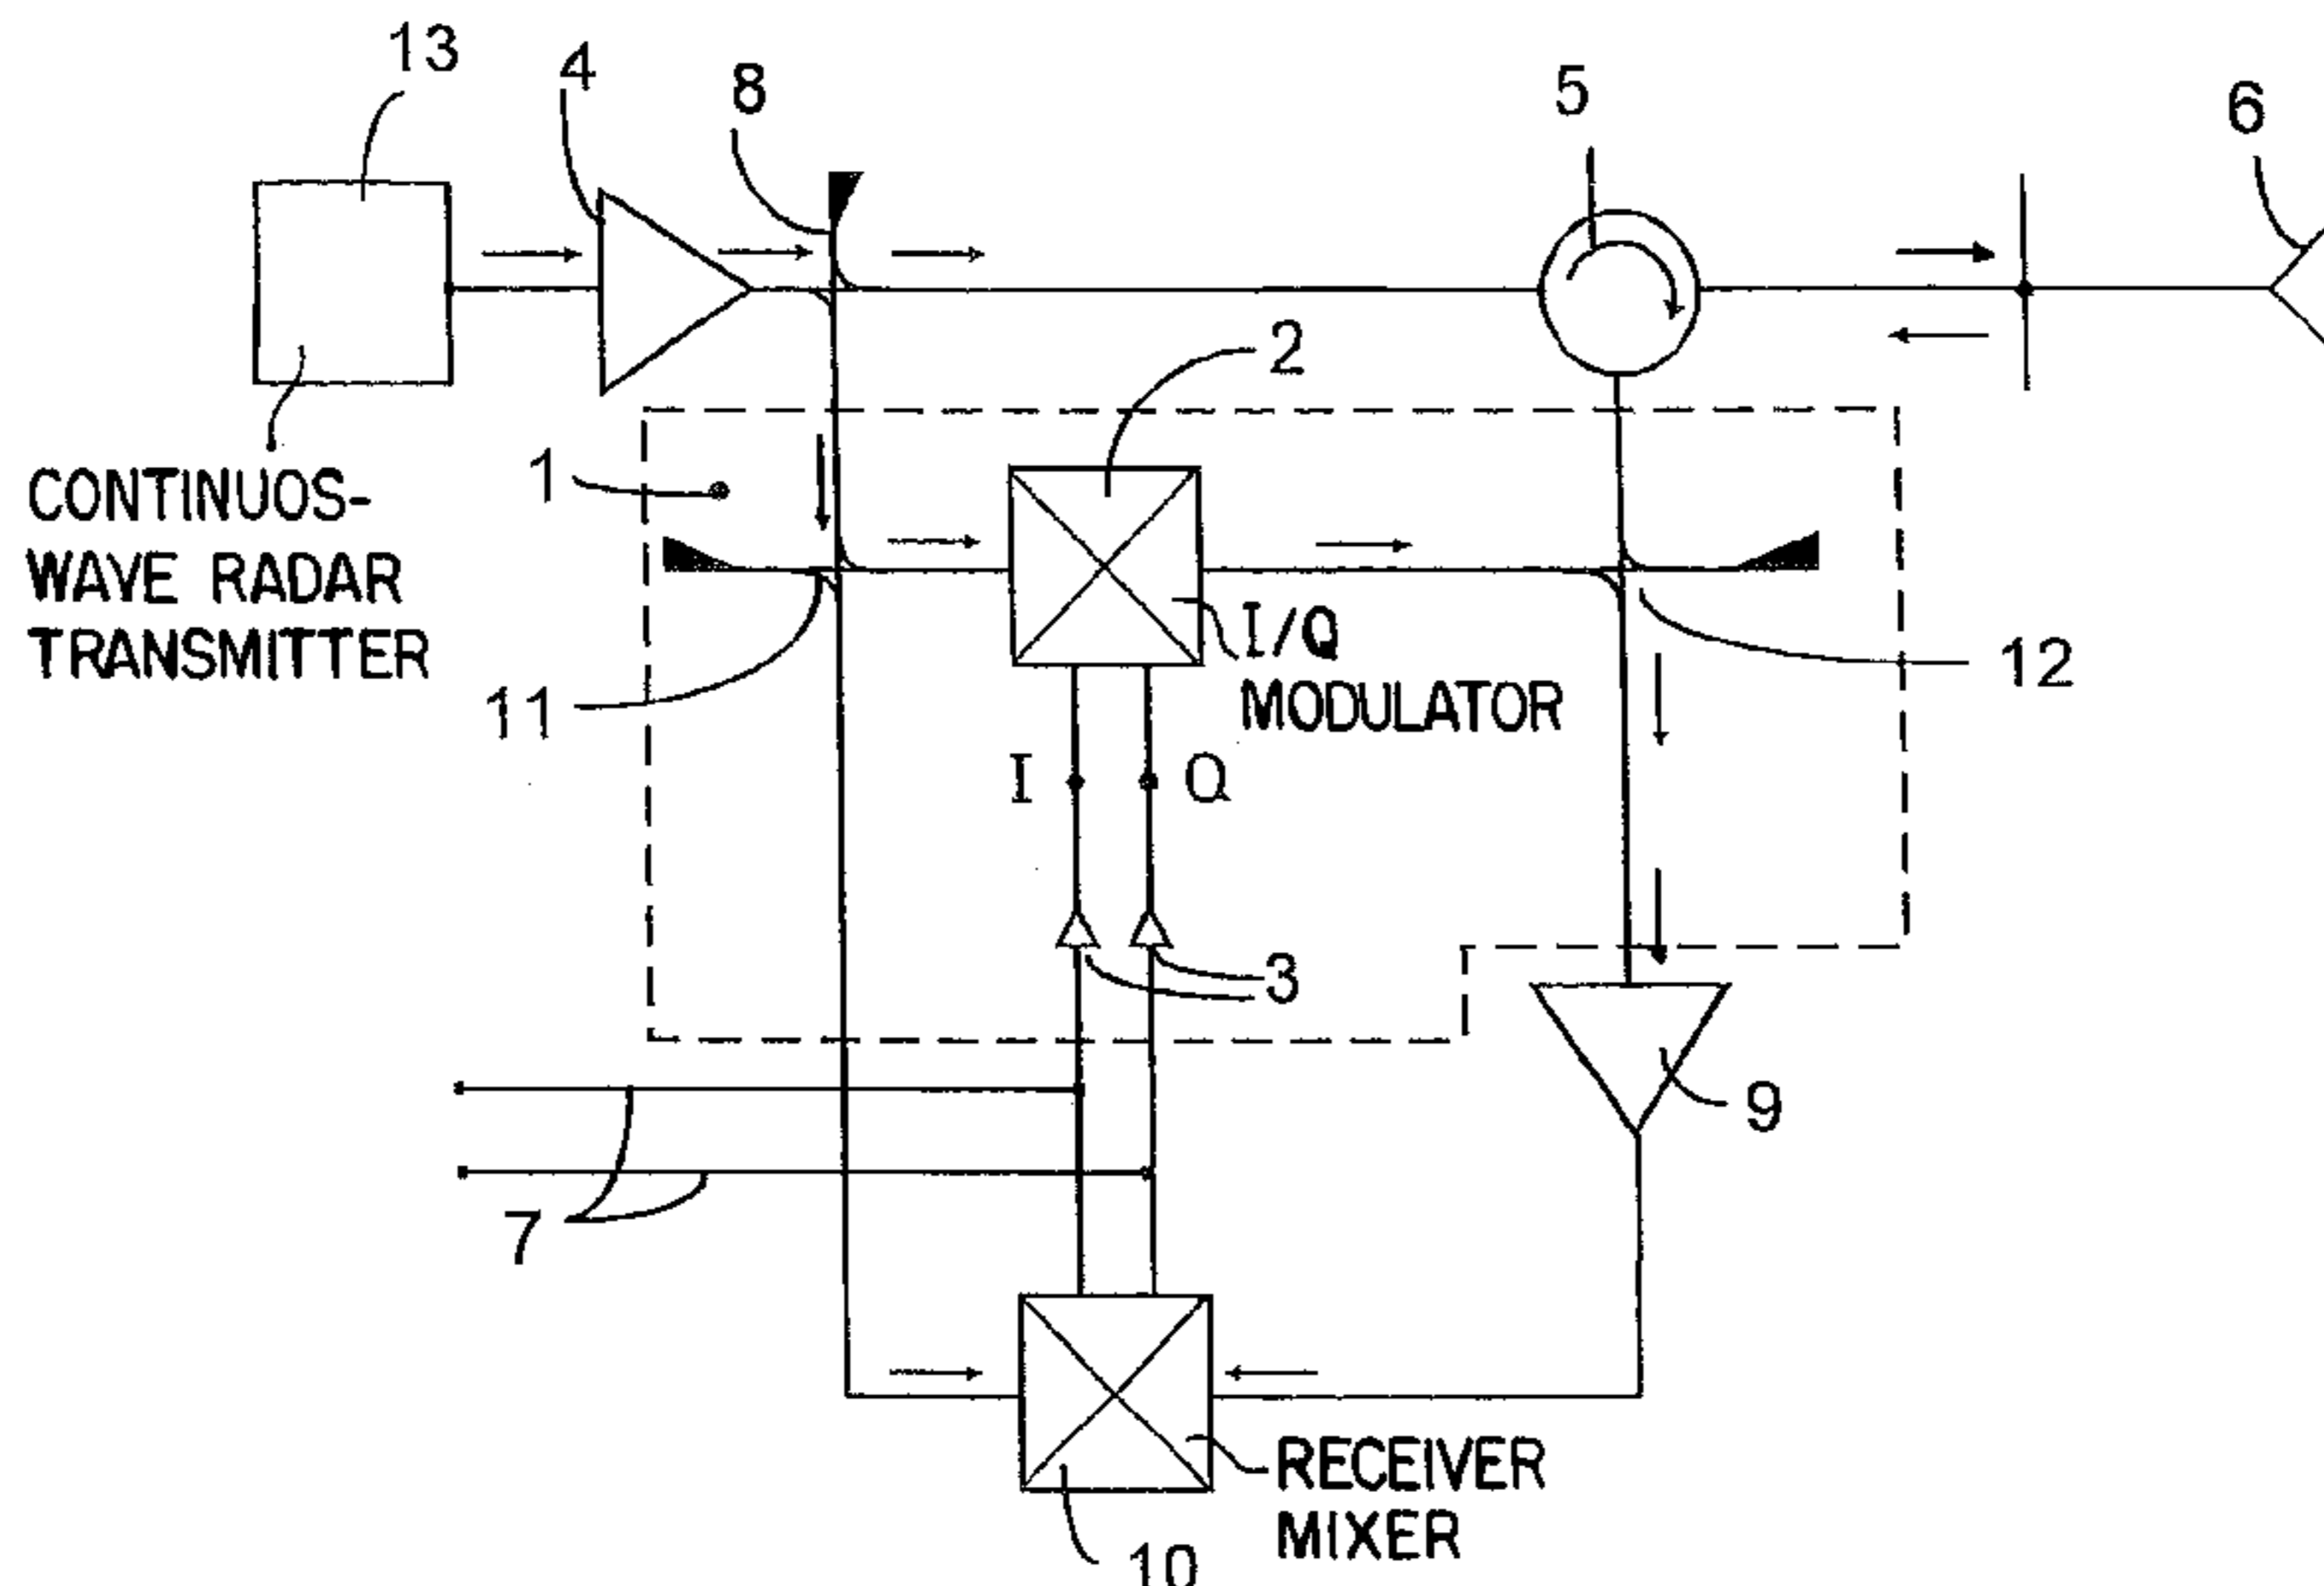 13
4
8
5
6
2
CONTINUOS-
WAVE RADAR
TRANSMITTER
1
I/Q
MODULATOR
11
12
I
Q
3
9
7
RECEIVER
MIXER
10